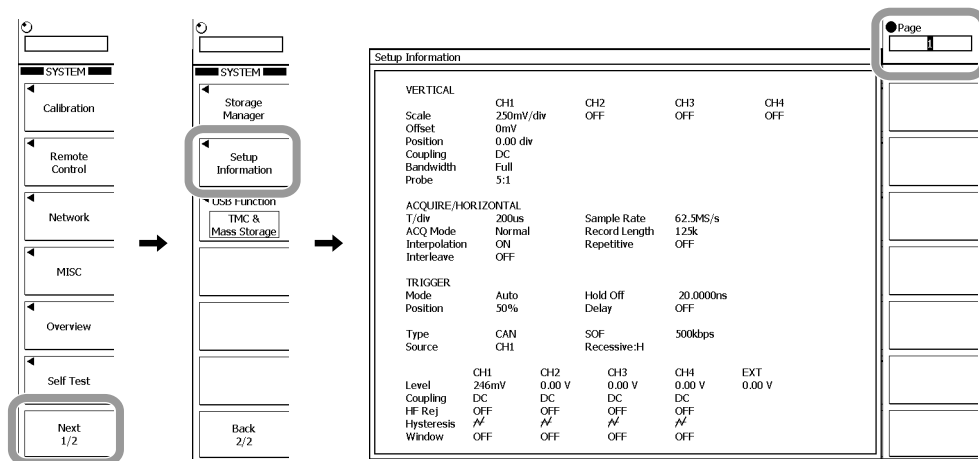 SYSTEM
Calibration
Remote
Control
Network
MISC
Overview
Self Test
Next
1/2
SYSTEM
Storage
Manager
Setup
Information
USB Function
TMC &
Mass Storage
Back
2/2
Setup Information
VERTICAL
CH1 CH2 CH3 CH4
Scale 250mV/div OFF OFF OFF
Offset 0mV
Position 0.00 div
Coupling DC
Bandwidth Full
Probe 5:1
ACQUIRE/HORIZONTAL
T/div 200us Sample Rate 62.5MS/s
ACQ Mode Normal Record Length 125k
Interpolation ON Repetitive OFF
Interleave OFF
TRIGGER
Mode Auto Hold Off 20.0000ns
Position 50% Delay OFF
Type CAN SOF 500kbps
Source CH1 Recessive:H
CH1 CH2 CH3 CH4 EXT
Level 246mV 0.00 V 0.00 V 0.00 V 0.00 V
Coupling DC DC DC DC
HF Rej OFF OFF OFF OFF
Hysteresis
Window OFF OFF OFF OFF
Page
1